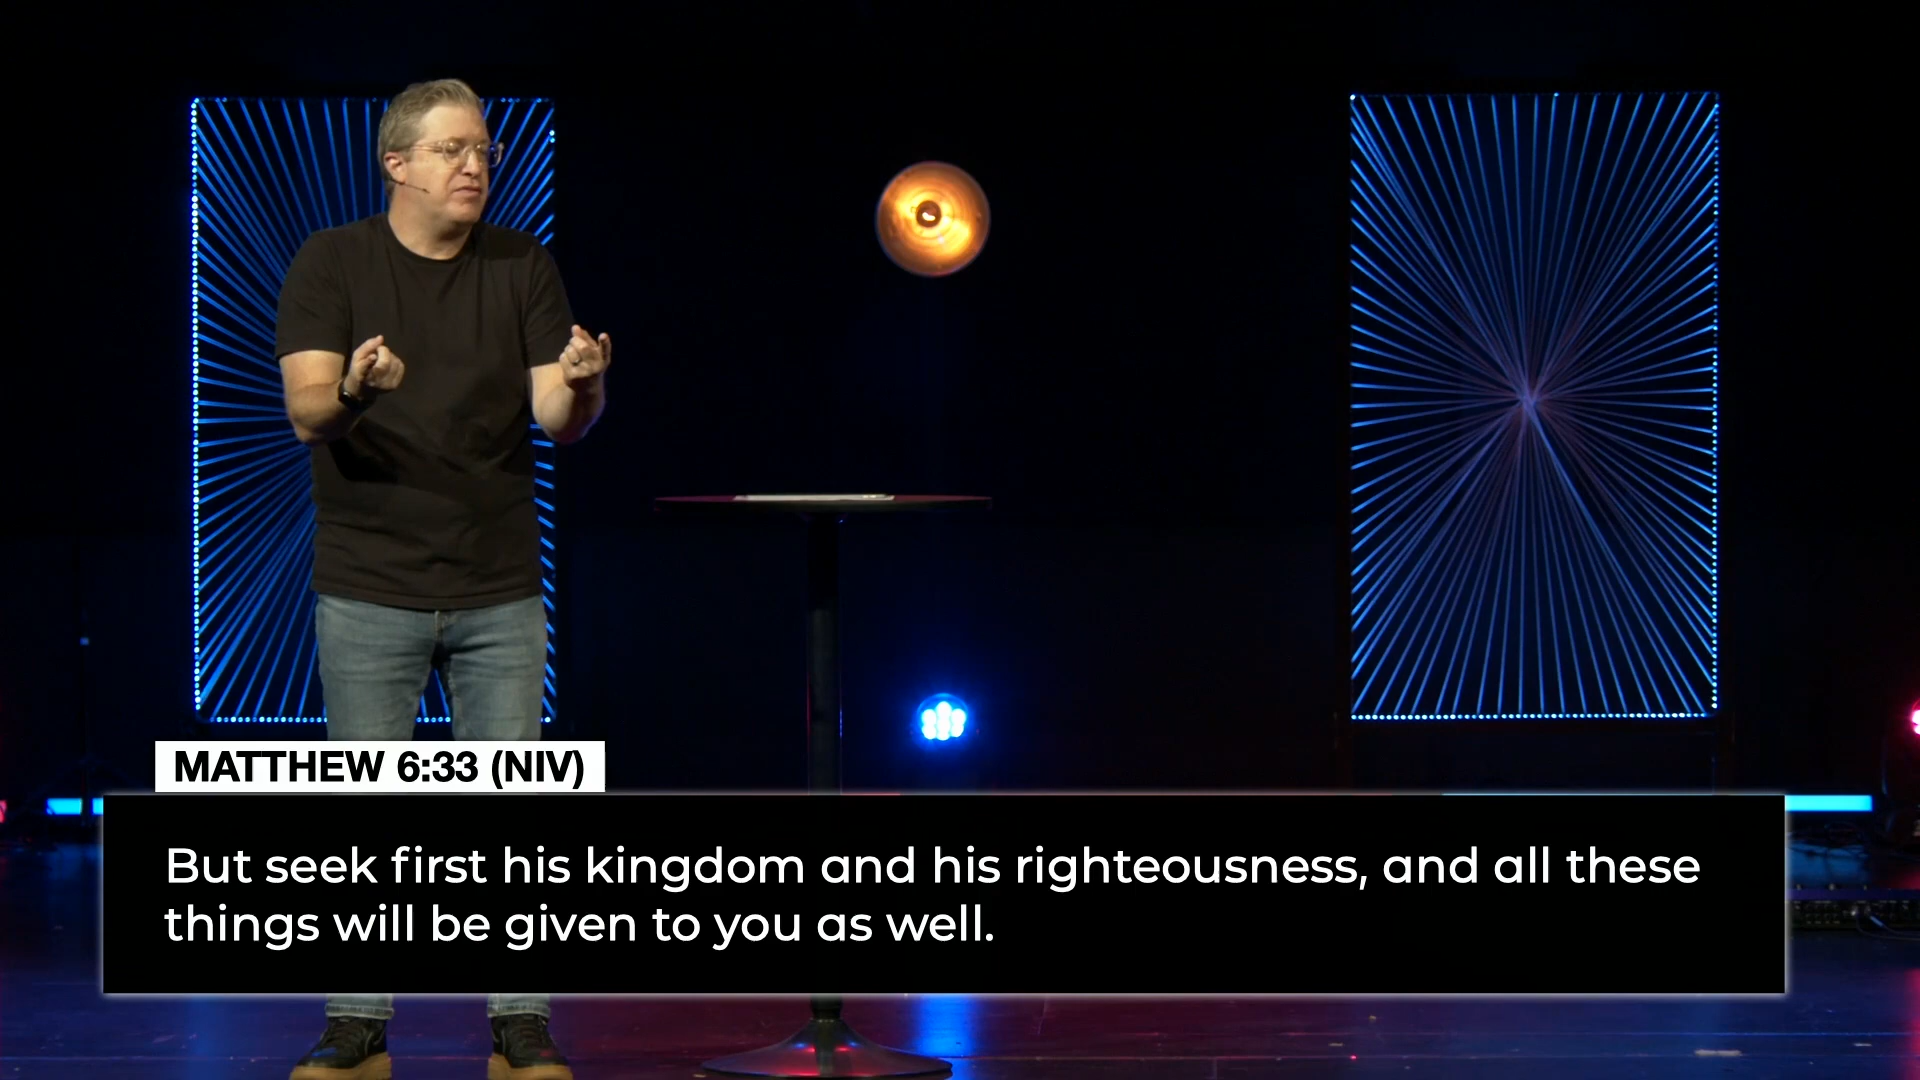 MATTHEW 6:33 (NIV)
But seek first his kingdom and his righteousness, and all these
things will be given to you as well.